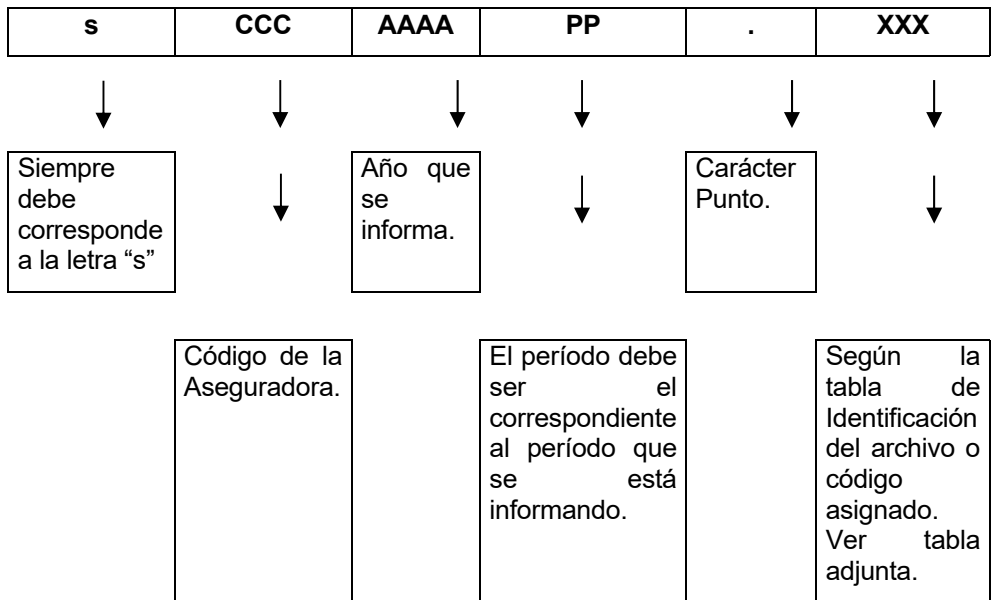 s CCC AAAA PP . XXX
Siempre
debe
corresponde
a la letra “s”
Año que
se
informa.
Carácter
Punto.
Código de la
Aseguradora.
El período debe
ser el
correspondiente
al período que
se está
informando.
Según la
tabla de
Identificación
del archivo o
código
asignado.
Ver tabla
adjunta.